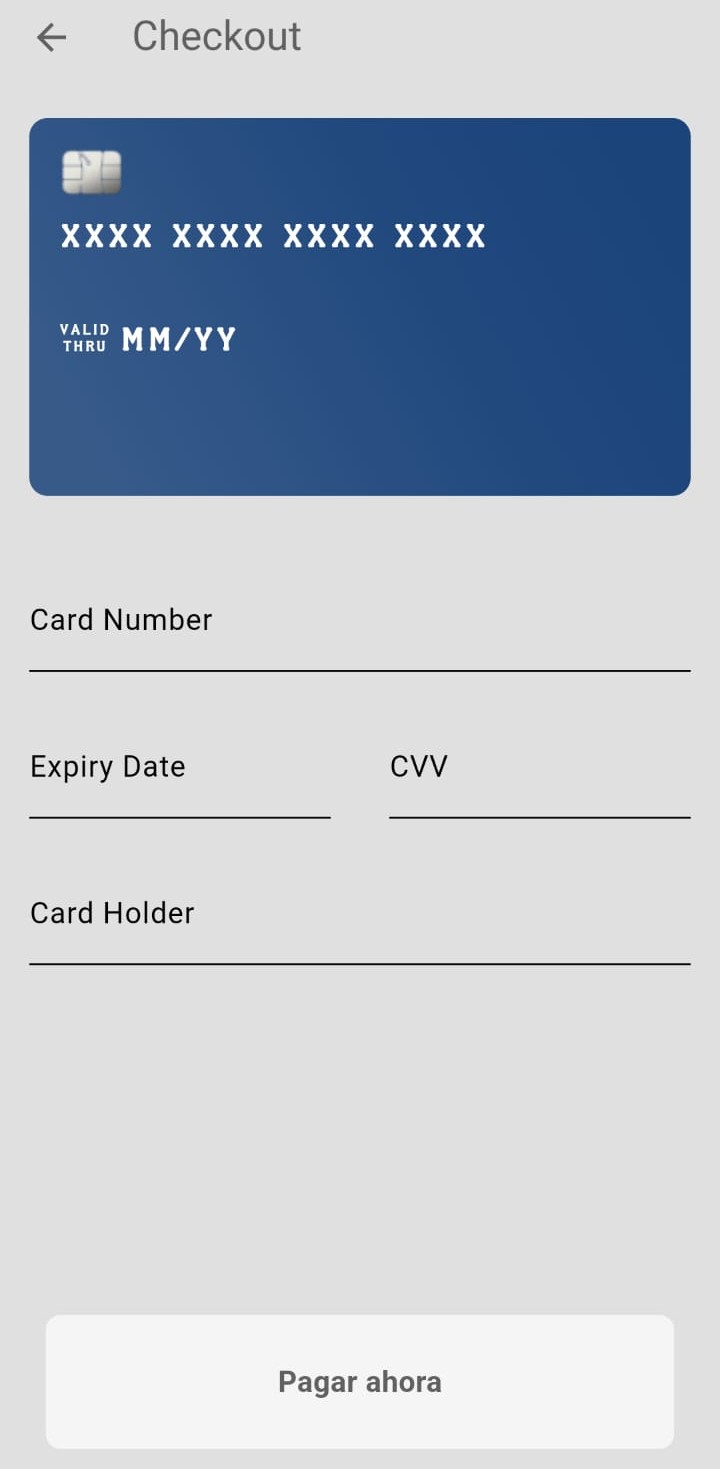 Checkout
XXXX XXXX XXXX XXXX
VALID
THRU MM/YY
Card Number
Expiry Date CVV
Card Holder
Pagar ahora